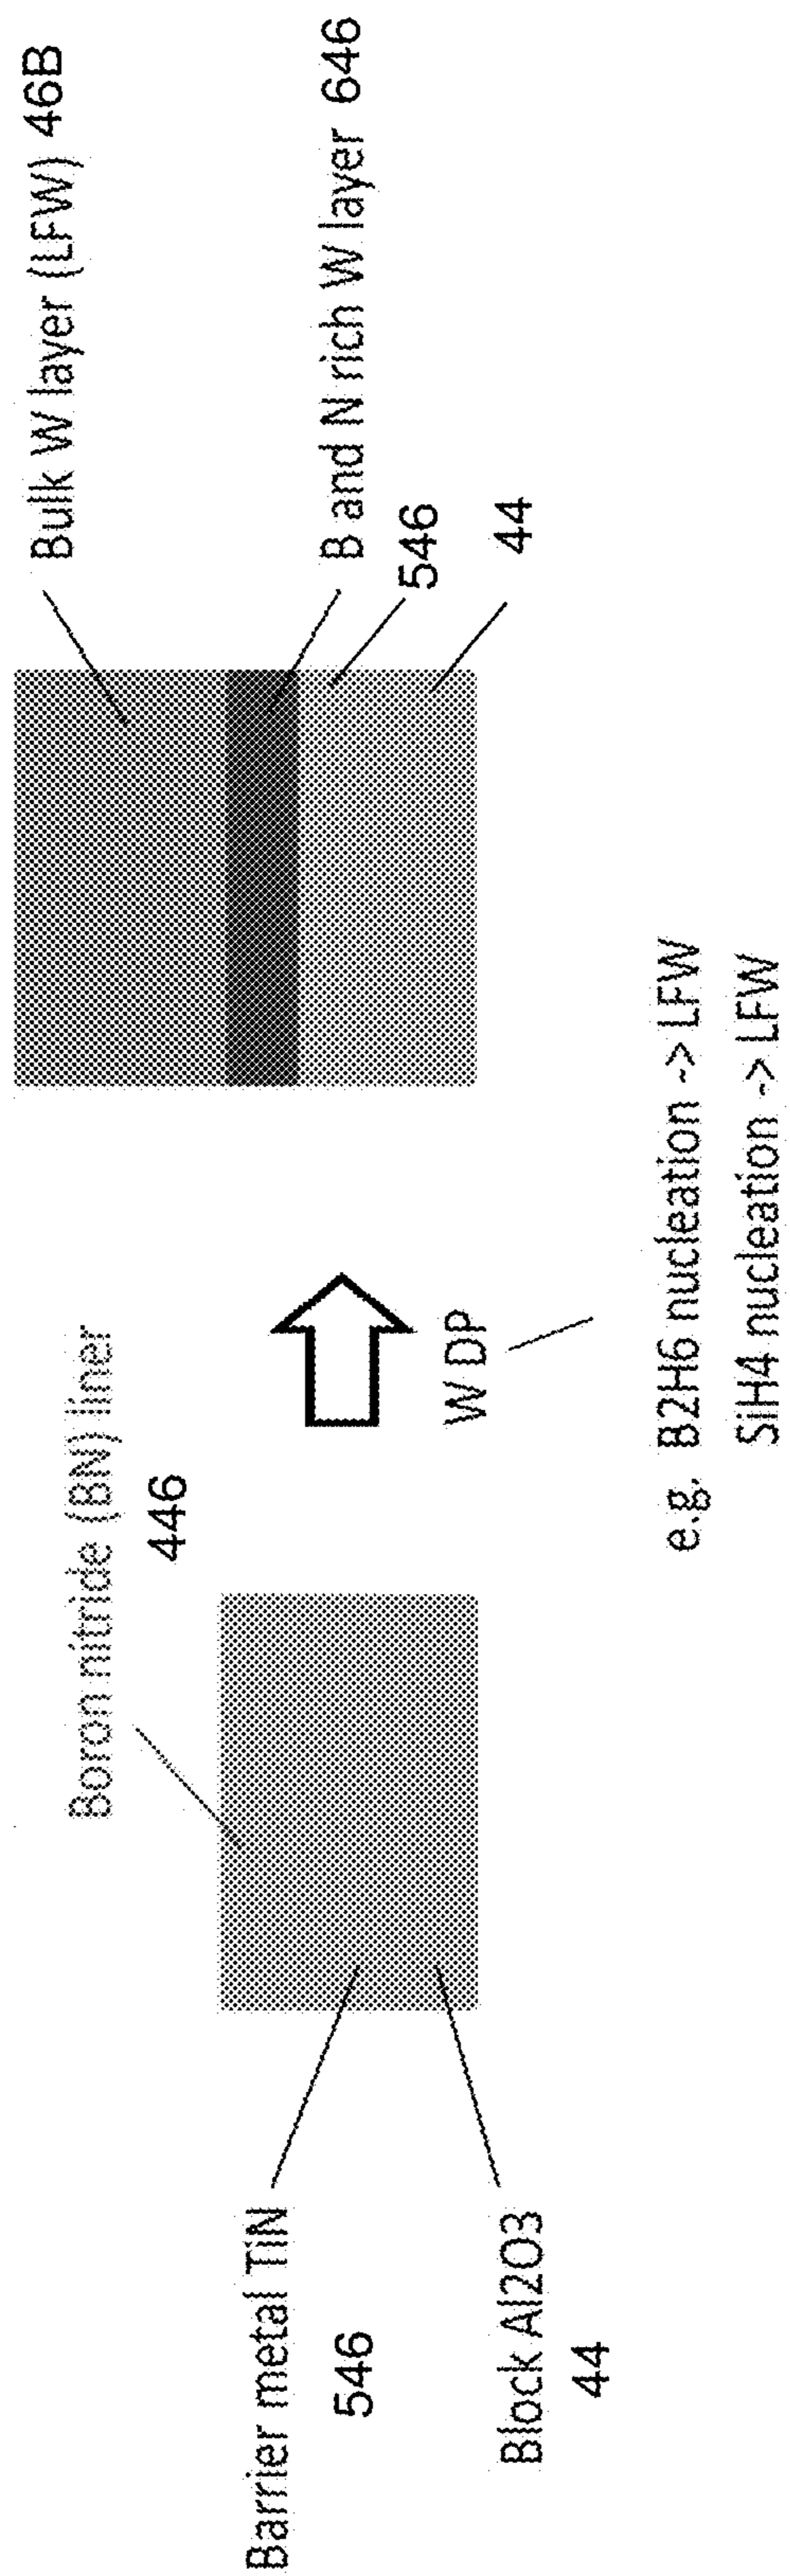 Boron nitride (BN) liner
446
Barrier metal TiN
546
Block Al2O3
44
W DP
e.g. B2H6 nucleation -> LFW
SiH4 nucleation -> LFW
Bulk W layer (LFW) 46B
B and N rich W layer 646
546
44